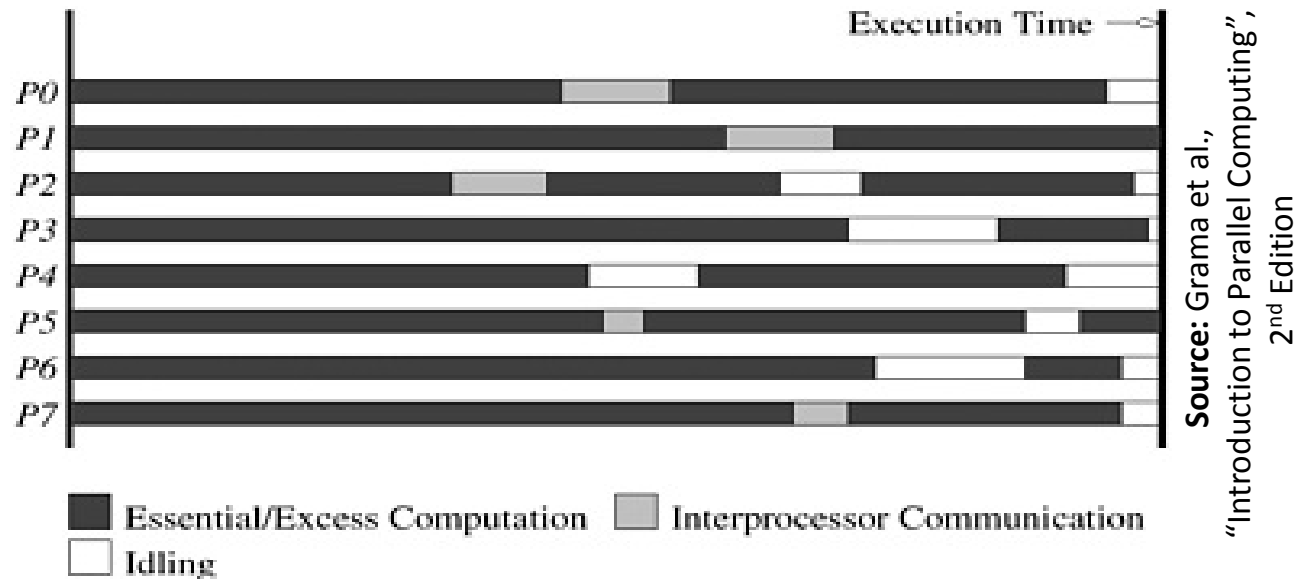 Execution Time
P0
P1
P2
P3
P4
P5
P6
P7
Essential/Excess Computation
Interprocessor Communication
Idling
Source: Grama et al.,
“Introduction to Parallel Computing”,
2nd Edition